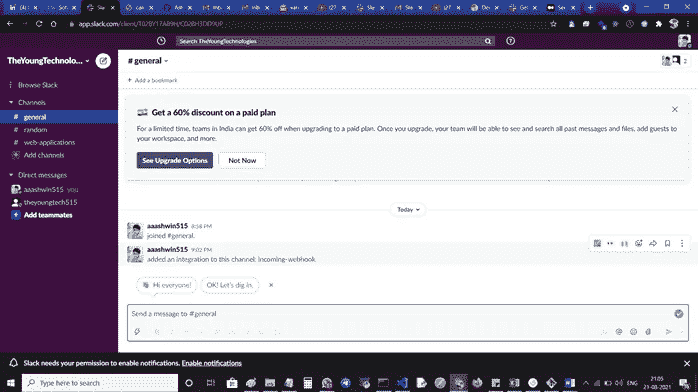 app.slack.com/client/
Search TheYoungTechnologies
TheYoungTechnolo...
# general
2
Add a bookmark
Browse Slack
Channels
# general
# random
# web-applications
Add channels
Direct messages
aaashwin515 you
theyoungtech515
Add teammates
Get a 60% discount on a paid plan
For a limited time, teams in India can get 60% off when upgrading to a paid plan. Once you upgrade, your team will be able to see and search all past messages and files, add guests to
your workspace, and more.
See Upgrade Options
Not Now
Today
aaashwin515 8:58 PM
joined #general.
aaashwin515 9:02 PM
added an integration to this channel: incoming-webhook
Hi everyone!
OK! Let's dig in.
Send a message to #general
Slack needs your permission to enable notifications. Enable notifications
Type here to search
ENG
21:05
21-08-2021